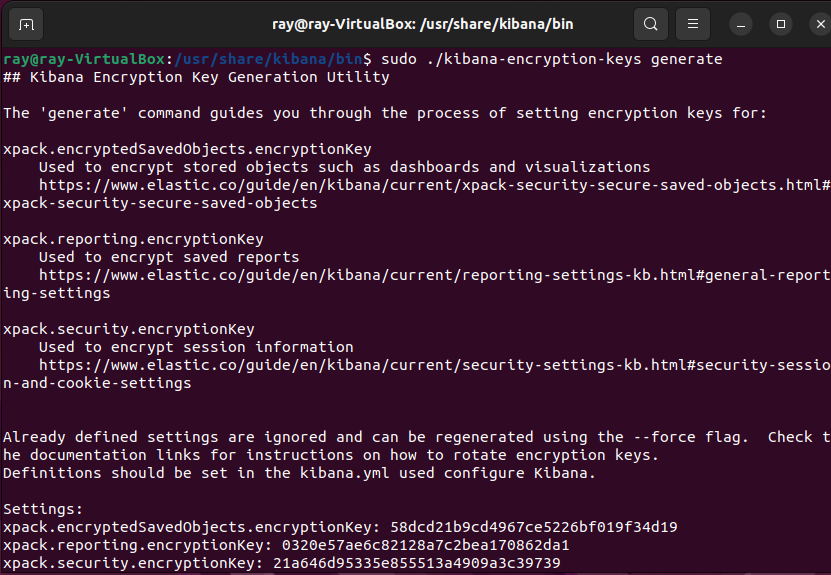 ray@ray-VirtualBox: /usr/share/kibana/bin
ray@ray-VirtualBox:/usr/share/kibana/bin$ sudo ./kibana-encryption-keys generate
## Kibana Encryption Key Generation Utility
The 'generate' command guides you through the process of setting encryption keys for:
xpack.encryptedSavedObjects.encryptionKey
Used to encrypt stored objects such as dashboards and visualizations
https://www.elastic.co/guide/en/kibana/current/xpack-security-secure-saved-objects.html#
xpack-security-secure-saved-objects
xpack.reporting.encryptionKey
Used to encrypt saved reports
https://www.elastic.co/guide/en/kibana/current/reporting-settings-kb.html#general-report
ing-settings
xpack.security.encryptionKey
Used to encrypt session information
https://www.elastic.co/guide/en/kibana/current/security-settings-kb.html#security-sessio
n-and-cookie-settings
Already defined settings are ignored and can be regenerated using the --force flag.  Check t
he documentation links for instructions on how to rotate encryption keys.
Definitions should be set in the kibana.yml used configure Kibana.
Settings:
xpack.encryptedSavedObjects.encryptionKey: 58dcd21b9cd4967ce5226bf019f34d19
xpack.reporting.encryptionKey: 0320e57ae6c82128a7c2bea170862da1
xpack.security.encryptionKey: 21a646d95335e855513a4909a3c39739